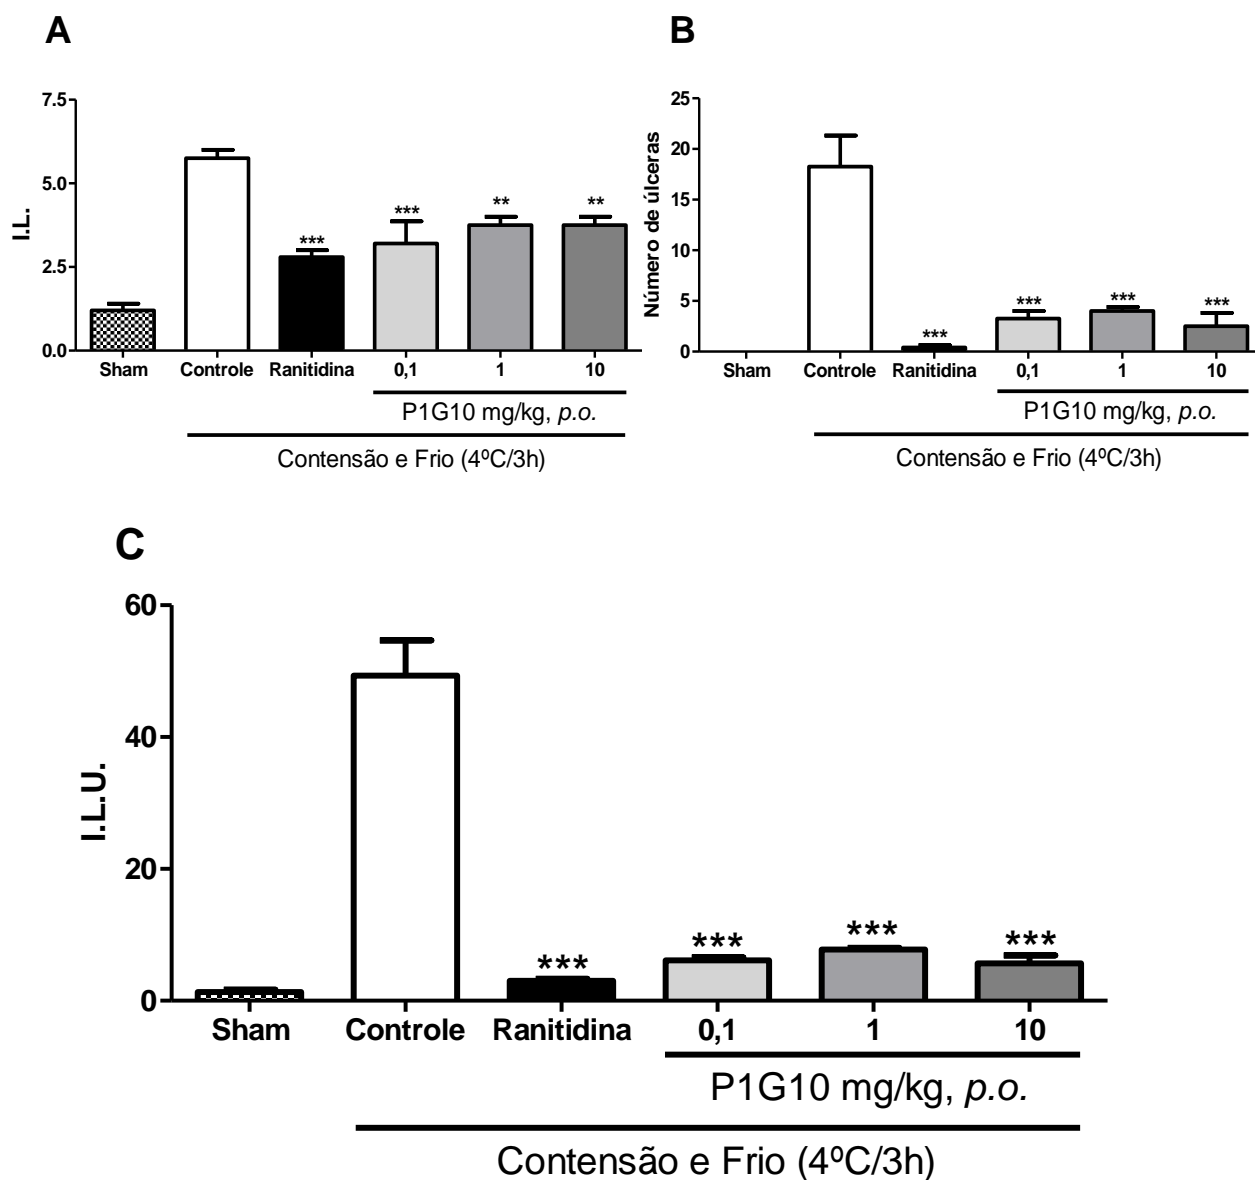 A
I.L.
7.5
5.0
2.5
0.0
***
***
**
**
Sham Controle Ranitidina 0,1 1 10
P1G10 mg/kg, p.o.
Contensão e Frio (4ºC/3h)
B
Número de úlceras
25
20
15
10
5
0
***
***
***
***
Sham Controle Ranitidina 0,1 1 10
P1G10 mg/kg, p.o.
Contensão e Frio (4ºC/3h)
C
I.L.U.
60
40
20
0
***
***
***
***
Sham Controle Ranitidina 0,1 1 10
P1G10 mg/kg, p.o.
Contensão e Frio (4ºC/3h)